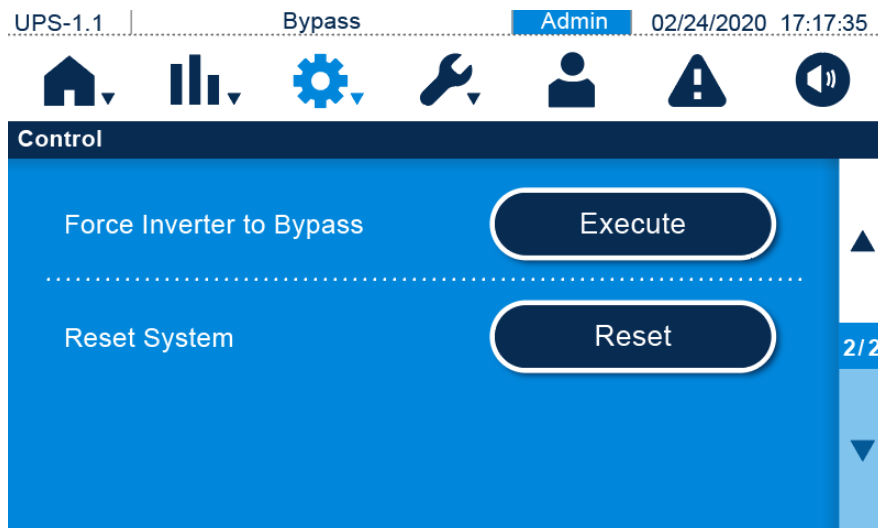 UPS-1.1 Bypass Admin 02/24/2020 17:17:35
Control
Force Inverter to Bypass Execute
Reset System Reset
2/2